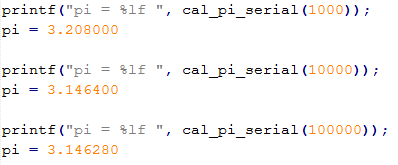 printf("pi = %lf ", cal_pi_serial(1000));
pi = 3.208000
printf("pi = %lf ", cal_pi_serial(10000));
pi = 3.146400
printf("pi = %lf ", cal_pi_serial(100000));
pi = 3.146280